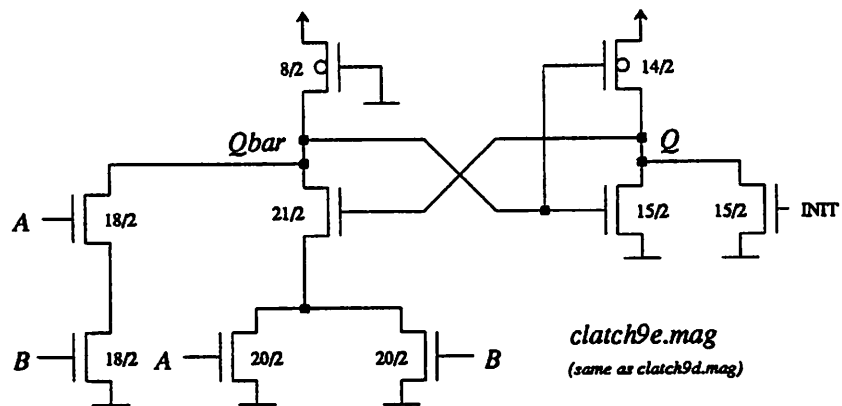 8/2
14/2
Qbar
Q
A
18/2
21/2
15/2
15/2
INIT
B
18/2
A
20/2
20/2
B
clatch9e.mag
(same as clatch9d.mag)